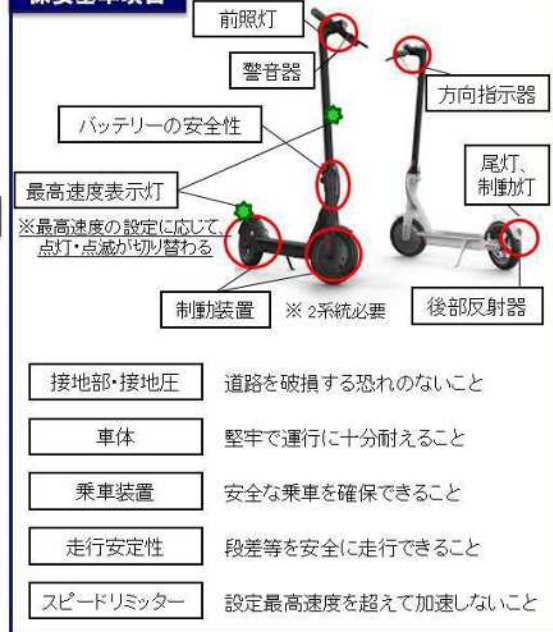 保安基準項目
前照灯
警音器
方向指示器
バッテリーの安全性
尾灯、
制動灯
最高速度表示灯
※最高速度の設定に応じて、
点灯・点滅が切り替わる
制動装置 ※ 2系統必要
後部反射器
接地部・接地圧 道路を破損する恐れのないこと
車体 堅牢で運行に十分耐えること
乗車装置 安全な乗車を確保できること
走行安定性 段差等を安全に走行できること
スピードリミッター 設定最高速度を超えて加速しないこと